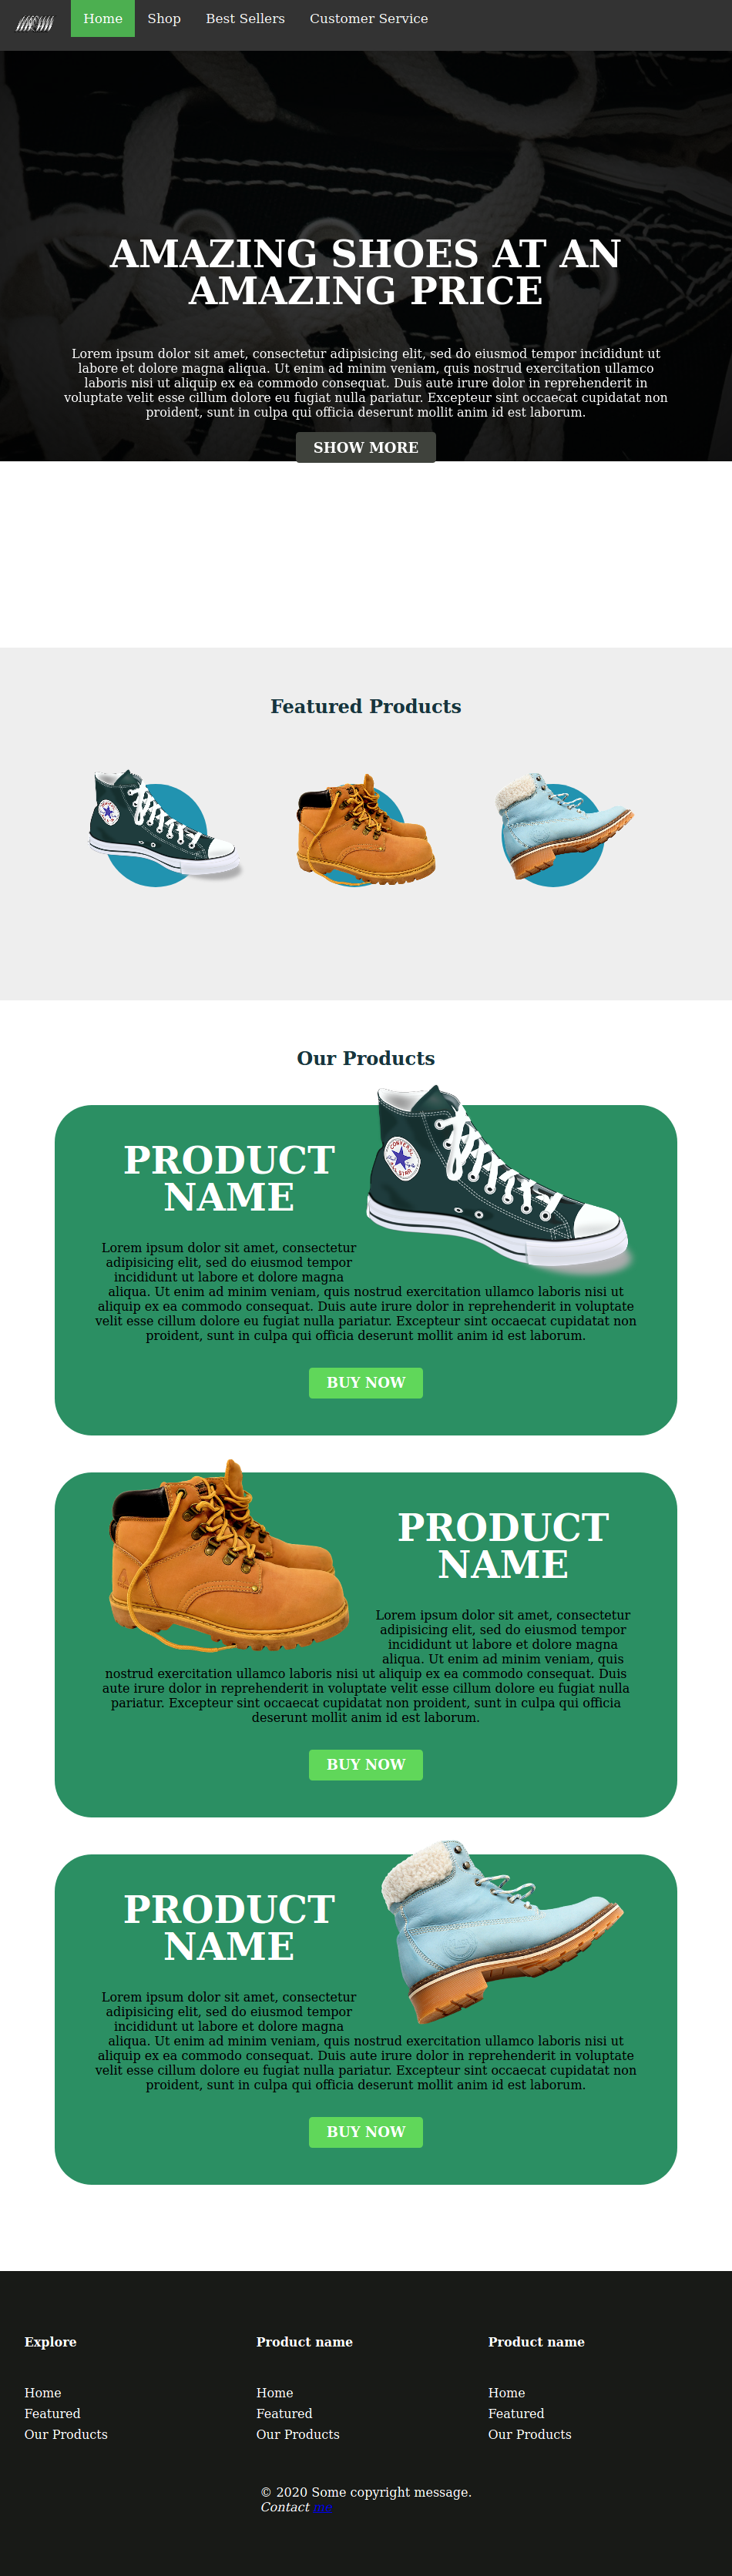 Home Shop Best Sellers Customer Service
AMAZING SHOES AT AN
AMAZING PRICE
Lorem ipsum dolor sit amet, consectetur adipisicing elit, sed do eiusmod tempor incididunt ut
labore et dolore magna aliqua. Ut enim ad minim veniam, quis nostrud exercitation ullamco
laboris nisi ut aliquip ex ea commodo consequat. Duis aute irure dolor in reprehenderit in
voluptate velit esse cillum dolore eu fugiat nulla pariatur. Excepteur sint occaecat cupidatat non
proident, sunt in culpa qui officia deserunt mollit anim id est laborum.
SHOW MORE
Featured Products
Our Products
PRODUCT
NAME
Lorem ipsum dolor sit amet, consectetur
adipisicing elit, sed do eiusmod tempor
incididunt ut labore et dolore magna
aliqua. Ut enim ad minim veniam, quis nostrud exercitation ullamco laboris nisi ut
aliquip ex ea commodo consequat. Duis aute irure dolor in reprehenderit in voluptate
velit esse cillum dolore eu fugiat nulla pariatur. Excepteur sint occaecat cupidatat non
proident, sunt in culpa qui officia deserunt mollit anim id est laborum.
BUY NOW
PRODUCT
NAME
Lorem ipsum dolor sit amet, consectetur
adipisicing elit, sed do eiusmod tempor
incididunt ut labore et dolore magna
aliqua. Ut enim ad minim veniam, quis
nostrud exercitation ullamco laboris nisi ut aliquip ex ea commodo consequat. Duis
aute irure dolor in reprehenderit in voluptate velit esse cillum dolore eu fugiat nulla
pariatur. Excepteur sint occaecat cupidatat non proident, sunt in culpa qui officia
deserunt mollit anim id est laborum.
BUY NOW
PRODUCT
NAME
Lorem ipsum dolor sit amet, consectetur
adipisicing elit, sed do eiusmod tempor
incididunt ut labore et dolore magna
aliqua. Ut enim ad minim veniam, quis nostrud exercitation ullamco laboris nisi ut
aliquip ex ea commodo consequat. Duis aute irure dolor in reprehenderit in voluptate
velit esse cillum dolore eu fugiat nulla pariatur. Excepteur sint occaecat cupidatat non
proident, sunt in culpa qui officia deserunt mollit anim id est laborum.
BUY NOW
Explore
Home
Featured
Our Products
Product name
Home
Featured
Our Products
Product name
Home
Featured
Our Products
© 2020 Some copyright message.
Contact